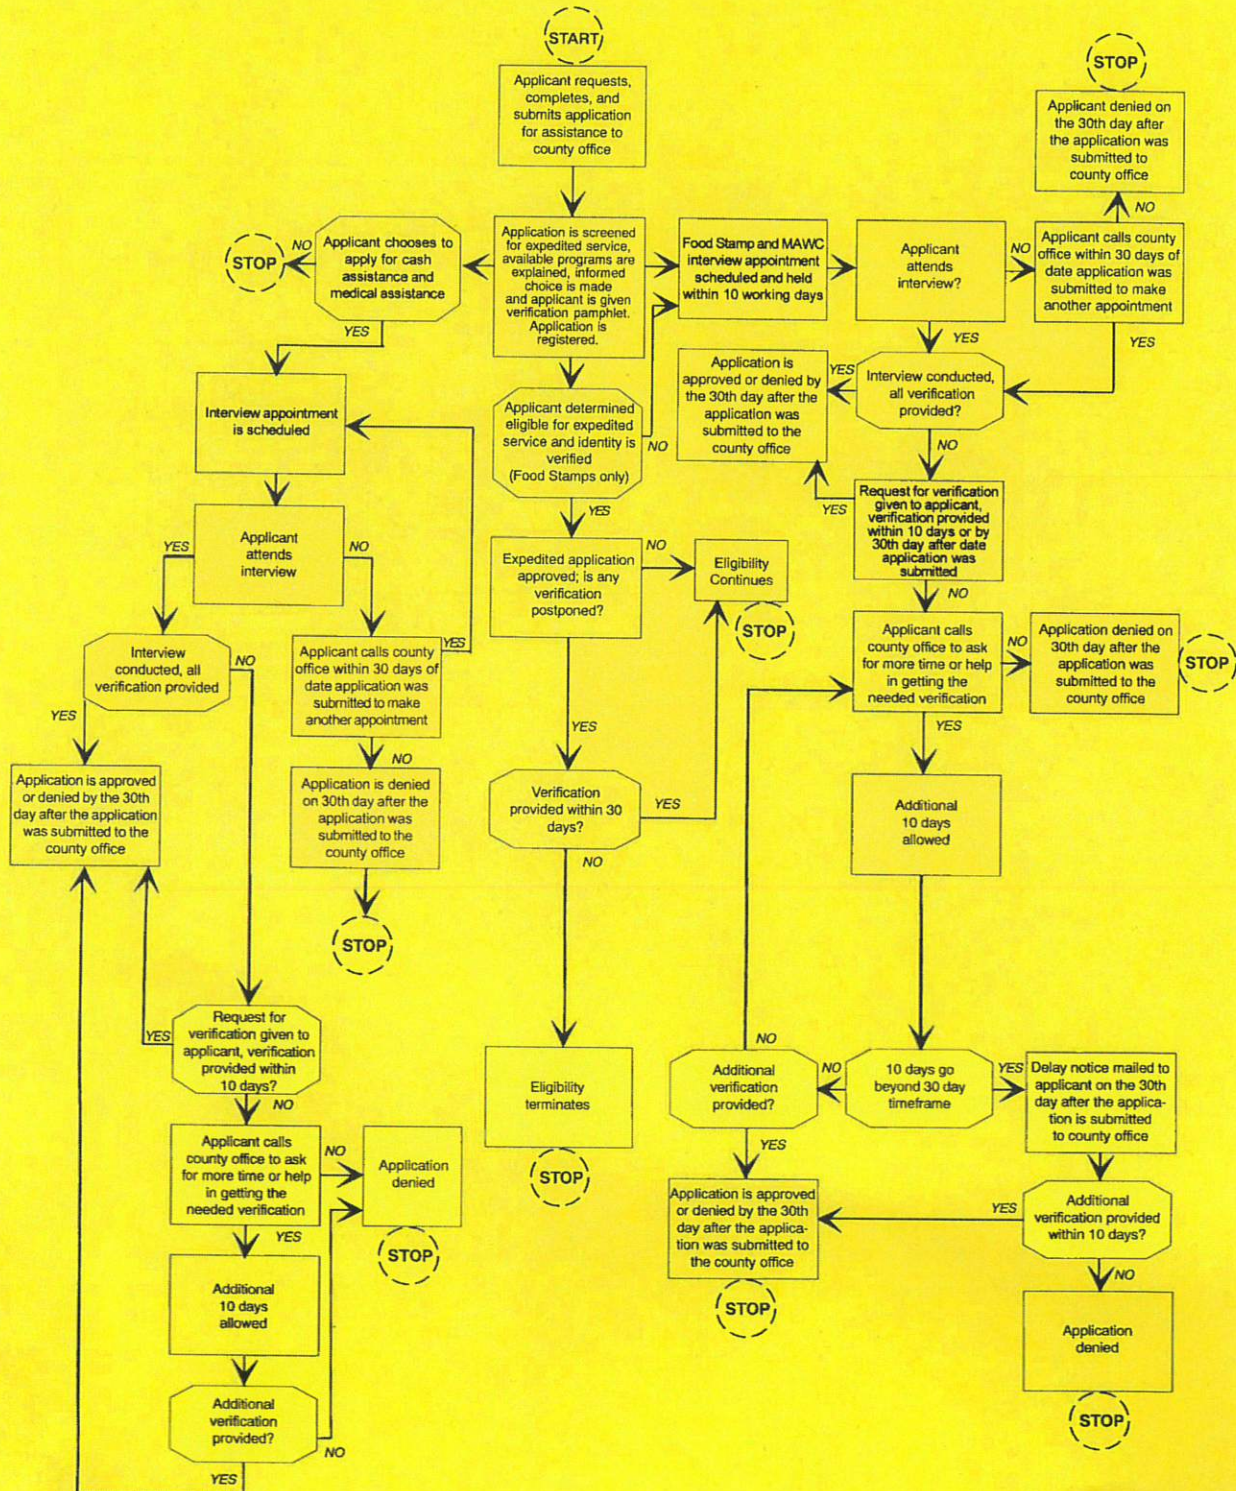 START
Applicant requests,
completes, and
submits application
for assistance to
county office
STOP
Applicant denied on
the 30th day after
the application was
submitted to
county office
NO
STOP
NO
Applicant chooses to
apply for cash
assistance and
medical assistance
YES
Application is screened
for expedited service,
available programs are
explained, informed
choice is made
and applicant is given
verification pamphlet.
Application is
registered.
Food Stamp and MAWC
interview appointment
scheduled and held
within 10 working days
Applicant
attends
interview?
NO
YES
Applicant calls county
office within 30 days of
date application was
submitted to make
another appointment
YES
Interview appointment
is scheduled
Applicant determined
eligible for expedited
service and identity is
verified
(Food Stamps only)
NO
YES
Application is
approved or denied by
the 30th day after the
application was
submitted to the
county office
YES
Interview conducted,
all verification
provided?
NO
YES
Request for verification
given to applicant,
verification provided
within 10 days or by
30th day after date
application was
submitted
NO
YES
Applicant
attends
interview
NO
Expedited application
approved; is any
verification
postponed?
NO
YES
Eligibility
Continues
STOP
Interview
conducted, all
verification provided
NO
YES
Applicant calls county
office within 30 days of
date application was
submitted to make
another appointment
YES
NO
Applicant calls
county office to ask
for more time or help
in getting the
needed verification
NO
YES
Application denied on
30th day after the
application was
submitted to the
county office
STOP
Application is approved
or denied by the 30th
day after the application
was submitted to the
county office
Application is denied
on 30th day after the
application was
submitted to the
county office
STOP
Verification
provided within 30
days?
YES
NO
Additional
10 days
allowed
YES
Request for
verification given to
applicant, verification
provided within
10 days?
NO
Eligibility
terminates
STOP
NO
Additional
verification
provided?
YES
NO
10 days go
beyond 30 day
timeframe
YES
Delay notice mailed to
applicant on the 30th
day after the applica-
tion is submitted
to county office
Applicant calls
county office to ask
for more time or help
in getting the
needed verification
NO
YES
Application
denied
STOP
Application is approved
or denied by the 30th
day after the applica-
tion was submitted to
the county office
STOP
YES
Additional
verification provided
within 10 days?
NO
Additional
10 days
allowed
Application
denied
STOP
Additional
verification
provided?
NO
YES